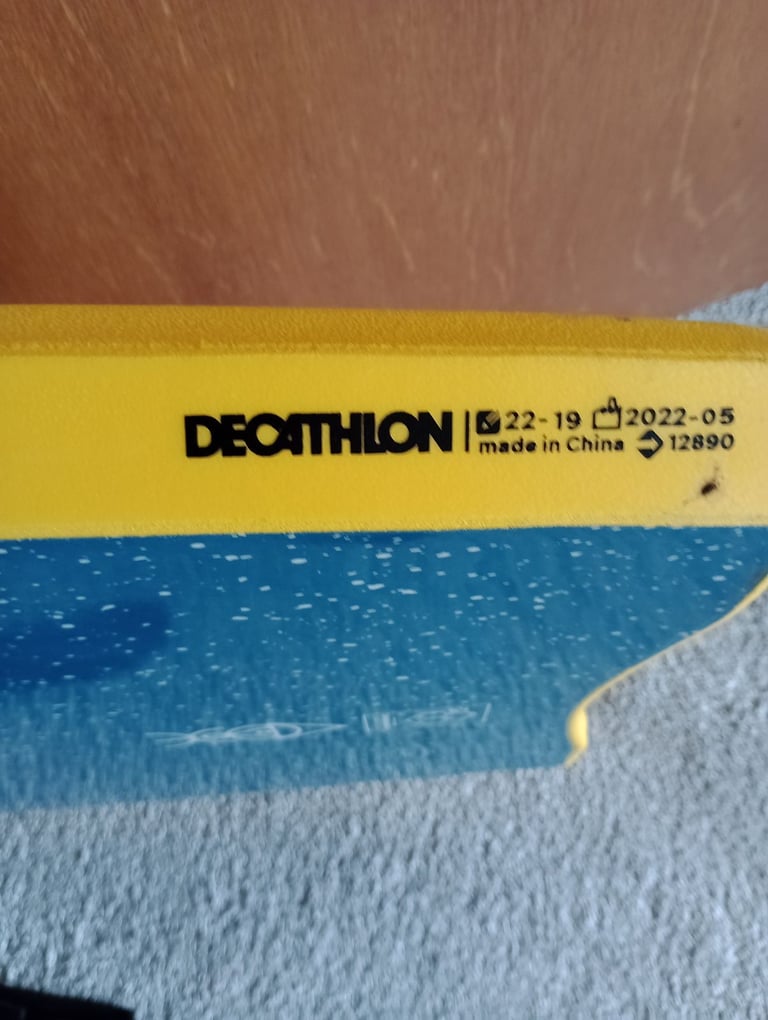 DECATHLON
22-19 2022-05
made in China 12890